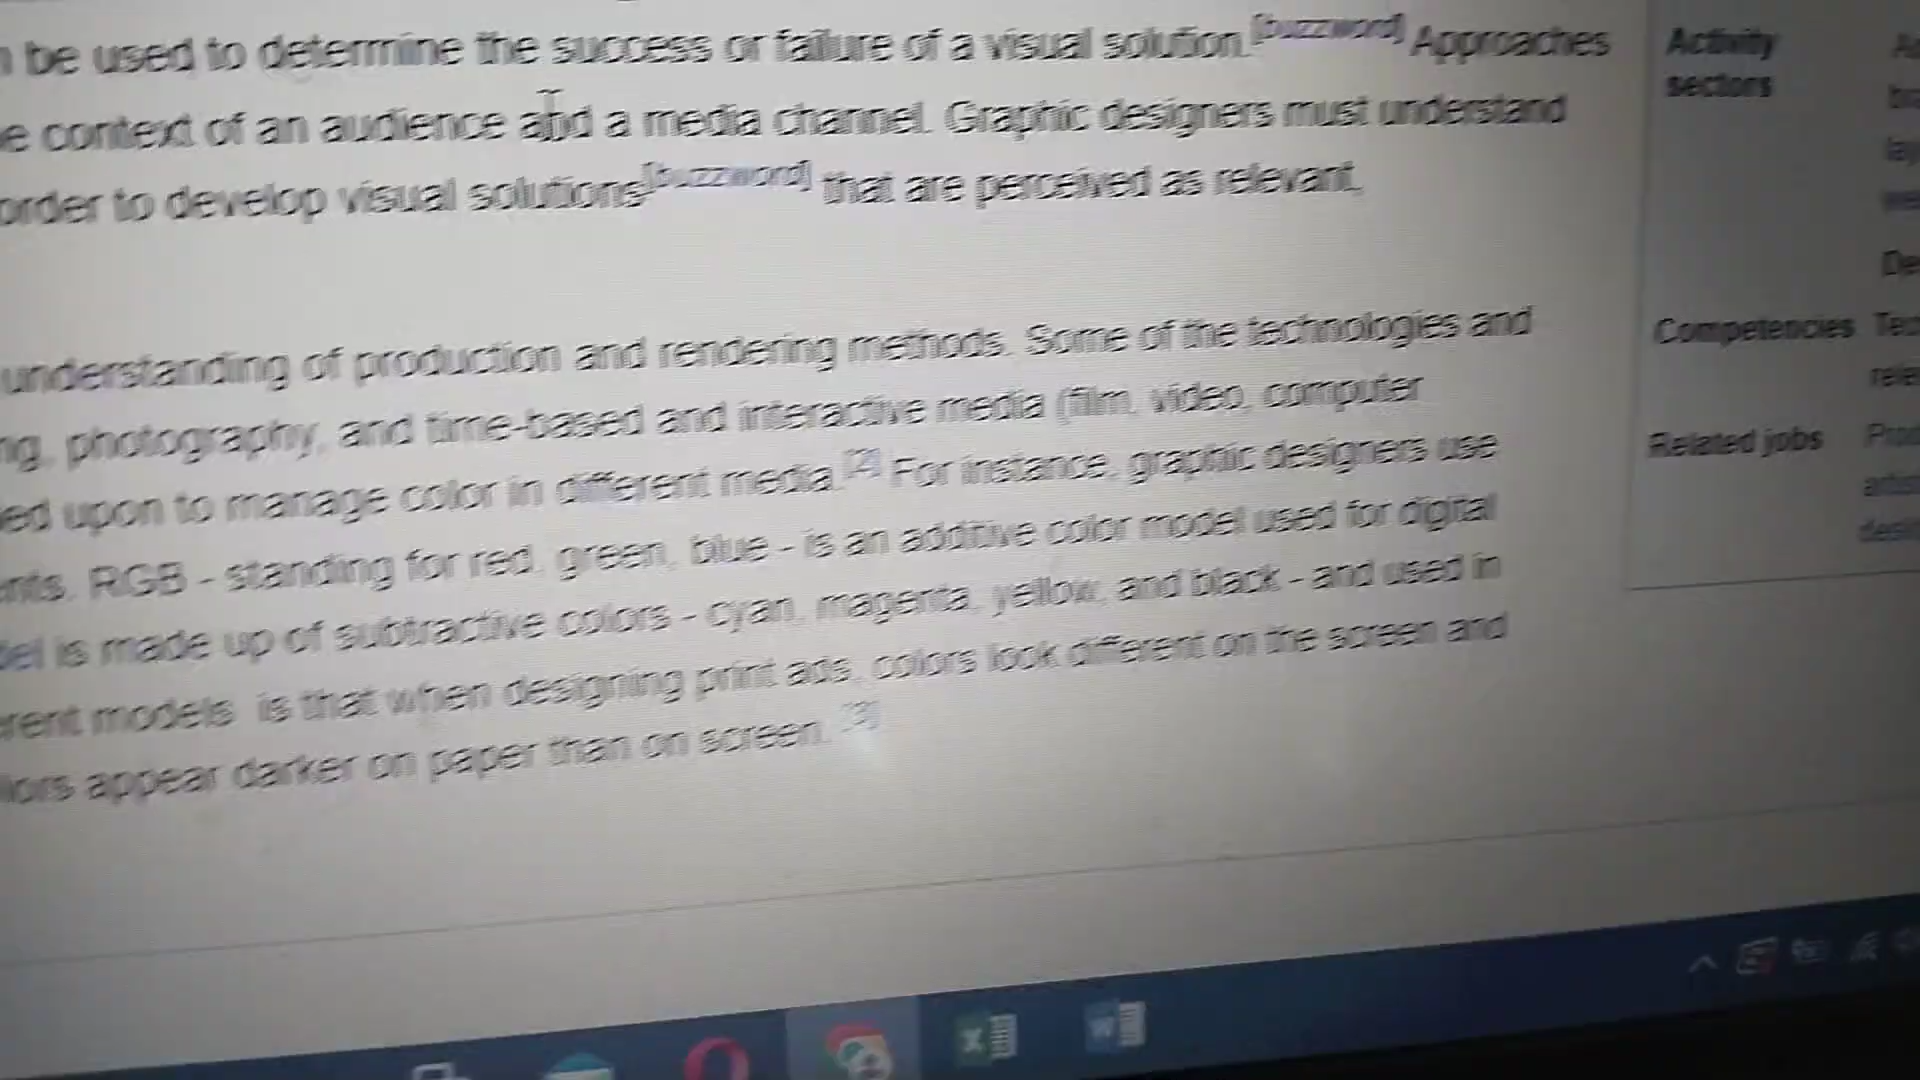 be used to determine the success or failure of a visual solution.[buzzword] Approaches
context of an audience and a media channel. Graphic designers must understand
order to develop visual solutions[buzzword] that are perceived as relevant.
understanding of production and rendering methods. Some of the technologies and
ng, photography, and time-based and interactive media (film, video, computer
ed upon to manage color in different media.[2] For instance, graphic designers use
nts. RGB - standing for red, green, blue - is an additive color model used for digital
del is made up of subtractive colors - cyan, magenta, yellow, and black - and used in
erent models is that when designing print ads, colors look different on the screen and
lors appear darker on paper than on screen. [3]
Activity
sectors
De
Competencies Tec
rele
Related jobs Prod
artist
desig